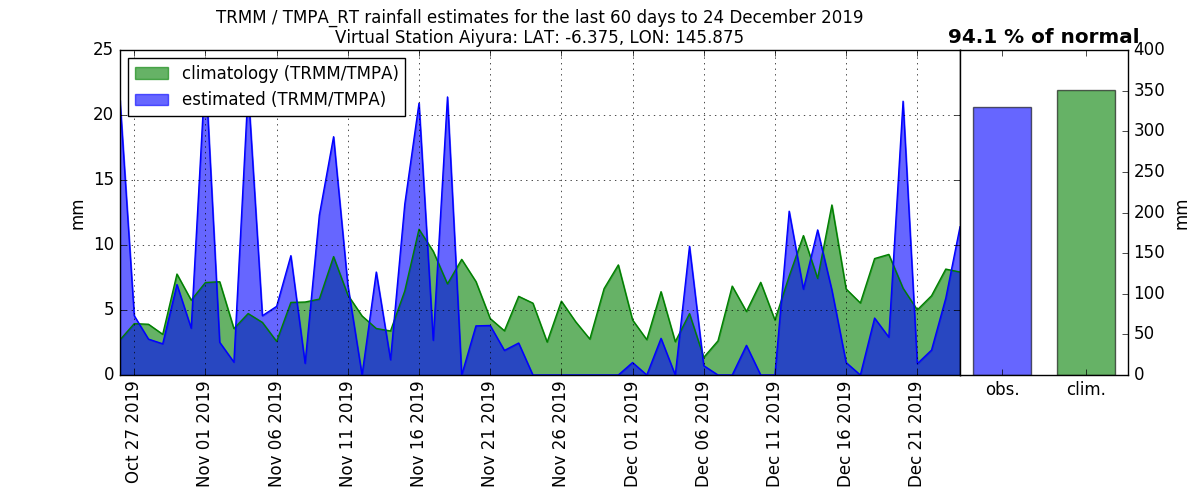 TRMM / TMPA_RT rainfall estimates for the last 60 days to 24 December 2019
Virtual Station Aiyura: LAT: -6.375, LON: 145.875
94.1 % of normal
climatology (TRMM/TMPA)
estimated (TRMM/TMPA)
25
20
15
10
5
0
mm
400
350
300
250
200
150
100
50
0
mm
Oct 27 2019
Nov 01 2019
Nov 06 2019
Nov 11 2019
Nov 16 2019
Nov 21 2019
Nov 26 2019
Dec 01 2019
Dec 06 2019
Dec 11 2019
Dec 16 2019
Dec 21 2019
obs.
clim.